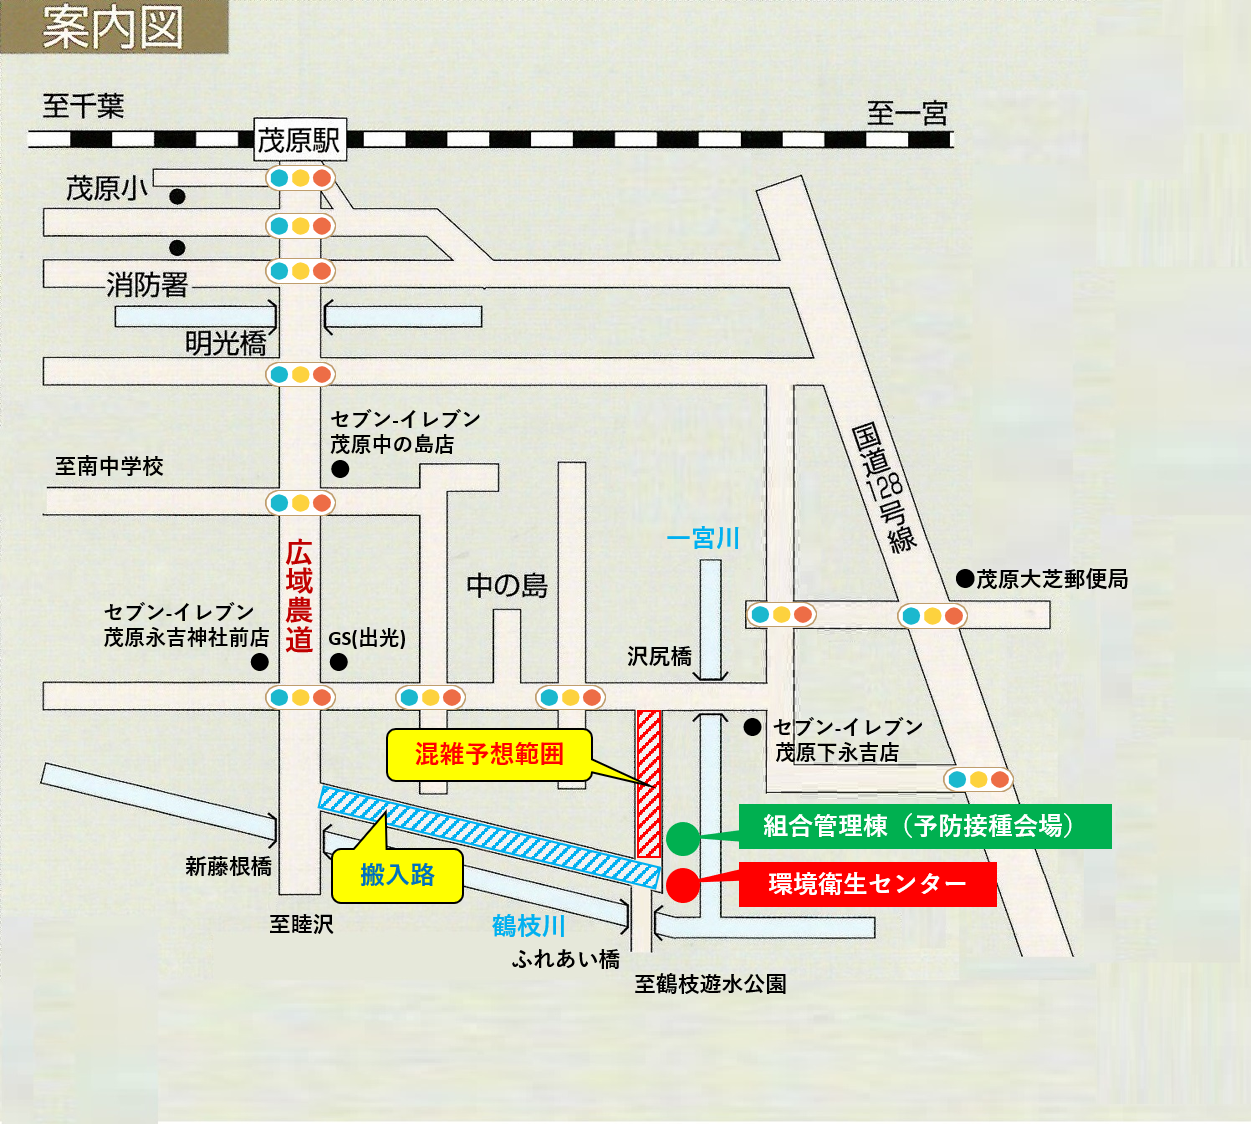 案内図
至千葉
至一宮
茂原駅
茂原小
消防署
明光橋
セブン-イレブン
茂原中の島店
至南中学校
国道128号線
一宮川
広域農道
中の島
●茂原大芝郵便局
セブン-イレブン
茂原永吉神社前店
GS(出光)
沢尻橋
セブン-イレブン
茂原下永吉店
混雑予想範囲
組合管理棟（予防接種会場）
新藤根橋
搬入路
環境衛生センター
至睦沢
鶴枝川
ふれあい橋
至鶴枝遊水公園